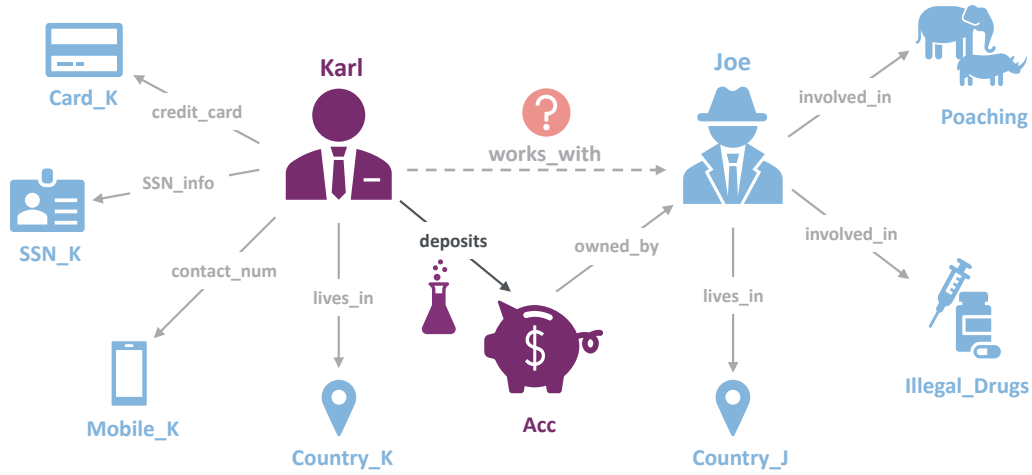 Karl
Joe
Card_K
credit_card
?
works_with
involved_in
Poaching
SSN_info
SSN_K
deposits
owned_by
involved_in
contact_num
lives_in
lives_in
$
Mobile_K
Country_K
Acc
Country_J
Illegal_Drugs